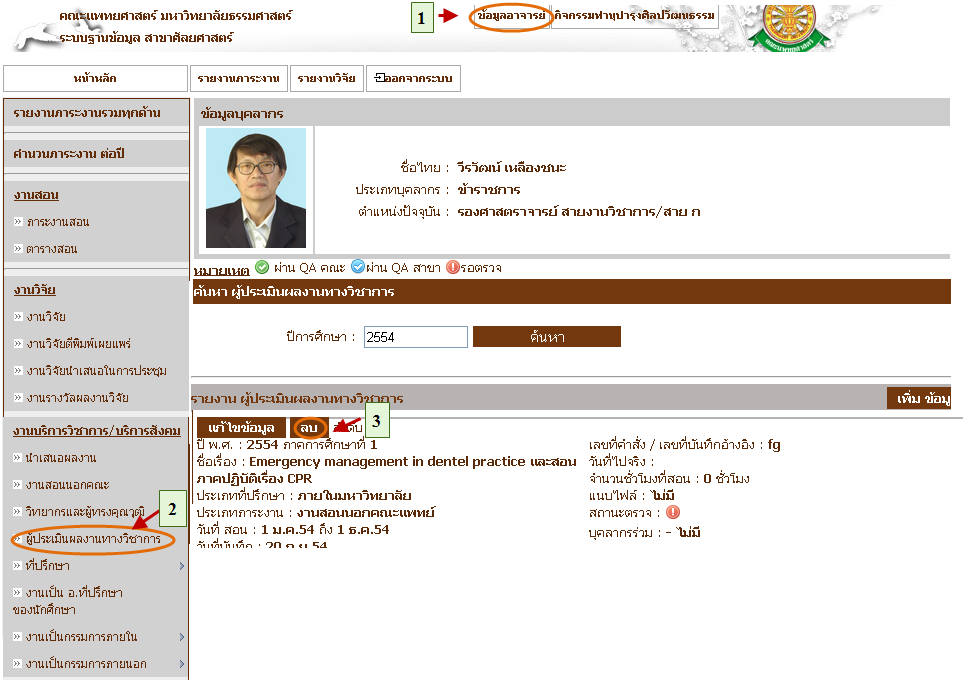 คณะแพทยศาสตร์ มหาวิทยาลัยธรรมศาสตร์
ระบบฐานข้อมูล สาขาศัลยศาสตร์
1
ข้อมูลอาจารย์
กิจกรรมทำนุบำรุงศิลปวัฒนธรรม
หน้าหลัก
รายงานภาระงาน
รายงานวิจัย
ออกจากระบบ
รายงานภาระงานรวมทุกด้าน
คำนวนภาระงาน ต่อปี
งานสอน
ภาระงานสอน
ตารางสอน
งานวิจัย
งานวิจัย
งานวิจัยตีพิมพ์เผยแพร่
งานวิจัยนำเสนอในการประชุม
งานรางวัลผลงานวิจัย
งานบริการวิชาการ/บริการสังคม
นำเสนอผลงาน
งานสอนนอกคณะ
วิทยากรและผู้ทรงคุณวุฒิ
2
ผู้ประเมินผลงานทางวิชาการ
ที่ปรึกษา
งานเป็น อ.ที่ปรึกษา
ของนักศึกษา
งานเป็นกรรมการภายใน
งานเป็นกรรมการภายนอก
ข้อมูลบุคลากร
ชื่อไทย : วีรวัฒน์ เหลืองชนะ
ประเภทบุคลากร : ข้าราชการ
ตำแหน่งปัจจุบัน : รองศาสตราจารย์ สายงานวิชาการ/สาย ก
หมายเหตุ ผ่าน QA คณะ ผ่าน QA สาขา รอตรวจ
ค้นหา ผู้ประเมินผลงานทางวิชาการ
ปีการศึกษา : 2554 ค้นหา
รายงาน ผู้ประเมินผลงานทางวิชาการ
เพิ่ม ข้อมู
แก้ไขข้อมูล ลบ
3
ปี พ.ศ. : 2554 ภาคการศึกษาที่ 1
ชื่อเรื่อง : Emergency management in dentel practice และสอน
ภาคปฏิบัติเรื่อง CPR
ประเภทที่ปรึกษา : ภายในมหาวิทยาลัย
ประเภทภาระงาน : งานสอนนอกคณะแพทย์
วันที่ สอน : 1 ม.ค.54 ถึง 1 ธ.ค.54
วันที่บันทึก : 20 ก.ย.54
เลขที่คำสั่ง / เลขที่บันทึกอ้างอิง : fg
วันที่ไปจริง :
จำนวนชั่วโมงที่สอน : 0 ชั่วโมง
แนบไฟล์ : ไม่มี
สถานะตรวจ :
บุคลากรร่วม : - ไม่มี